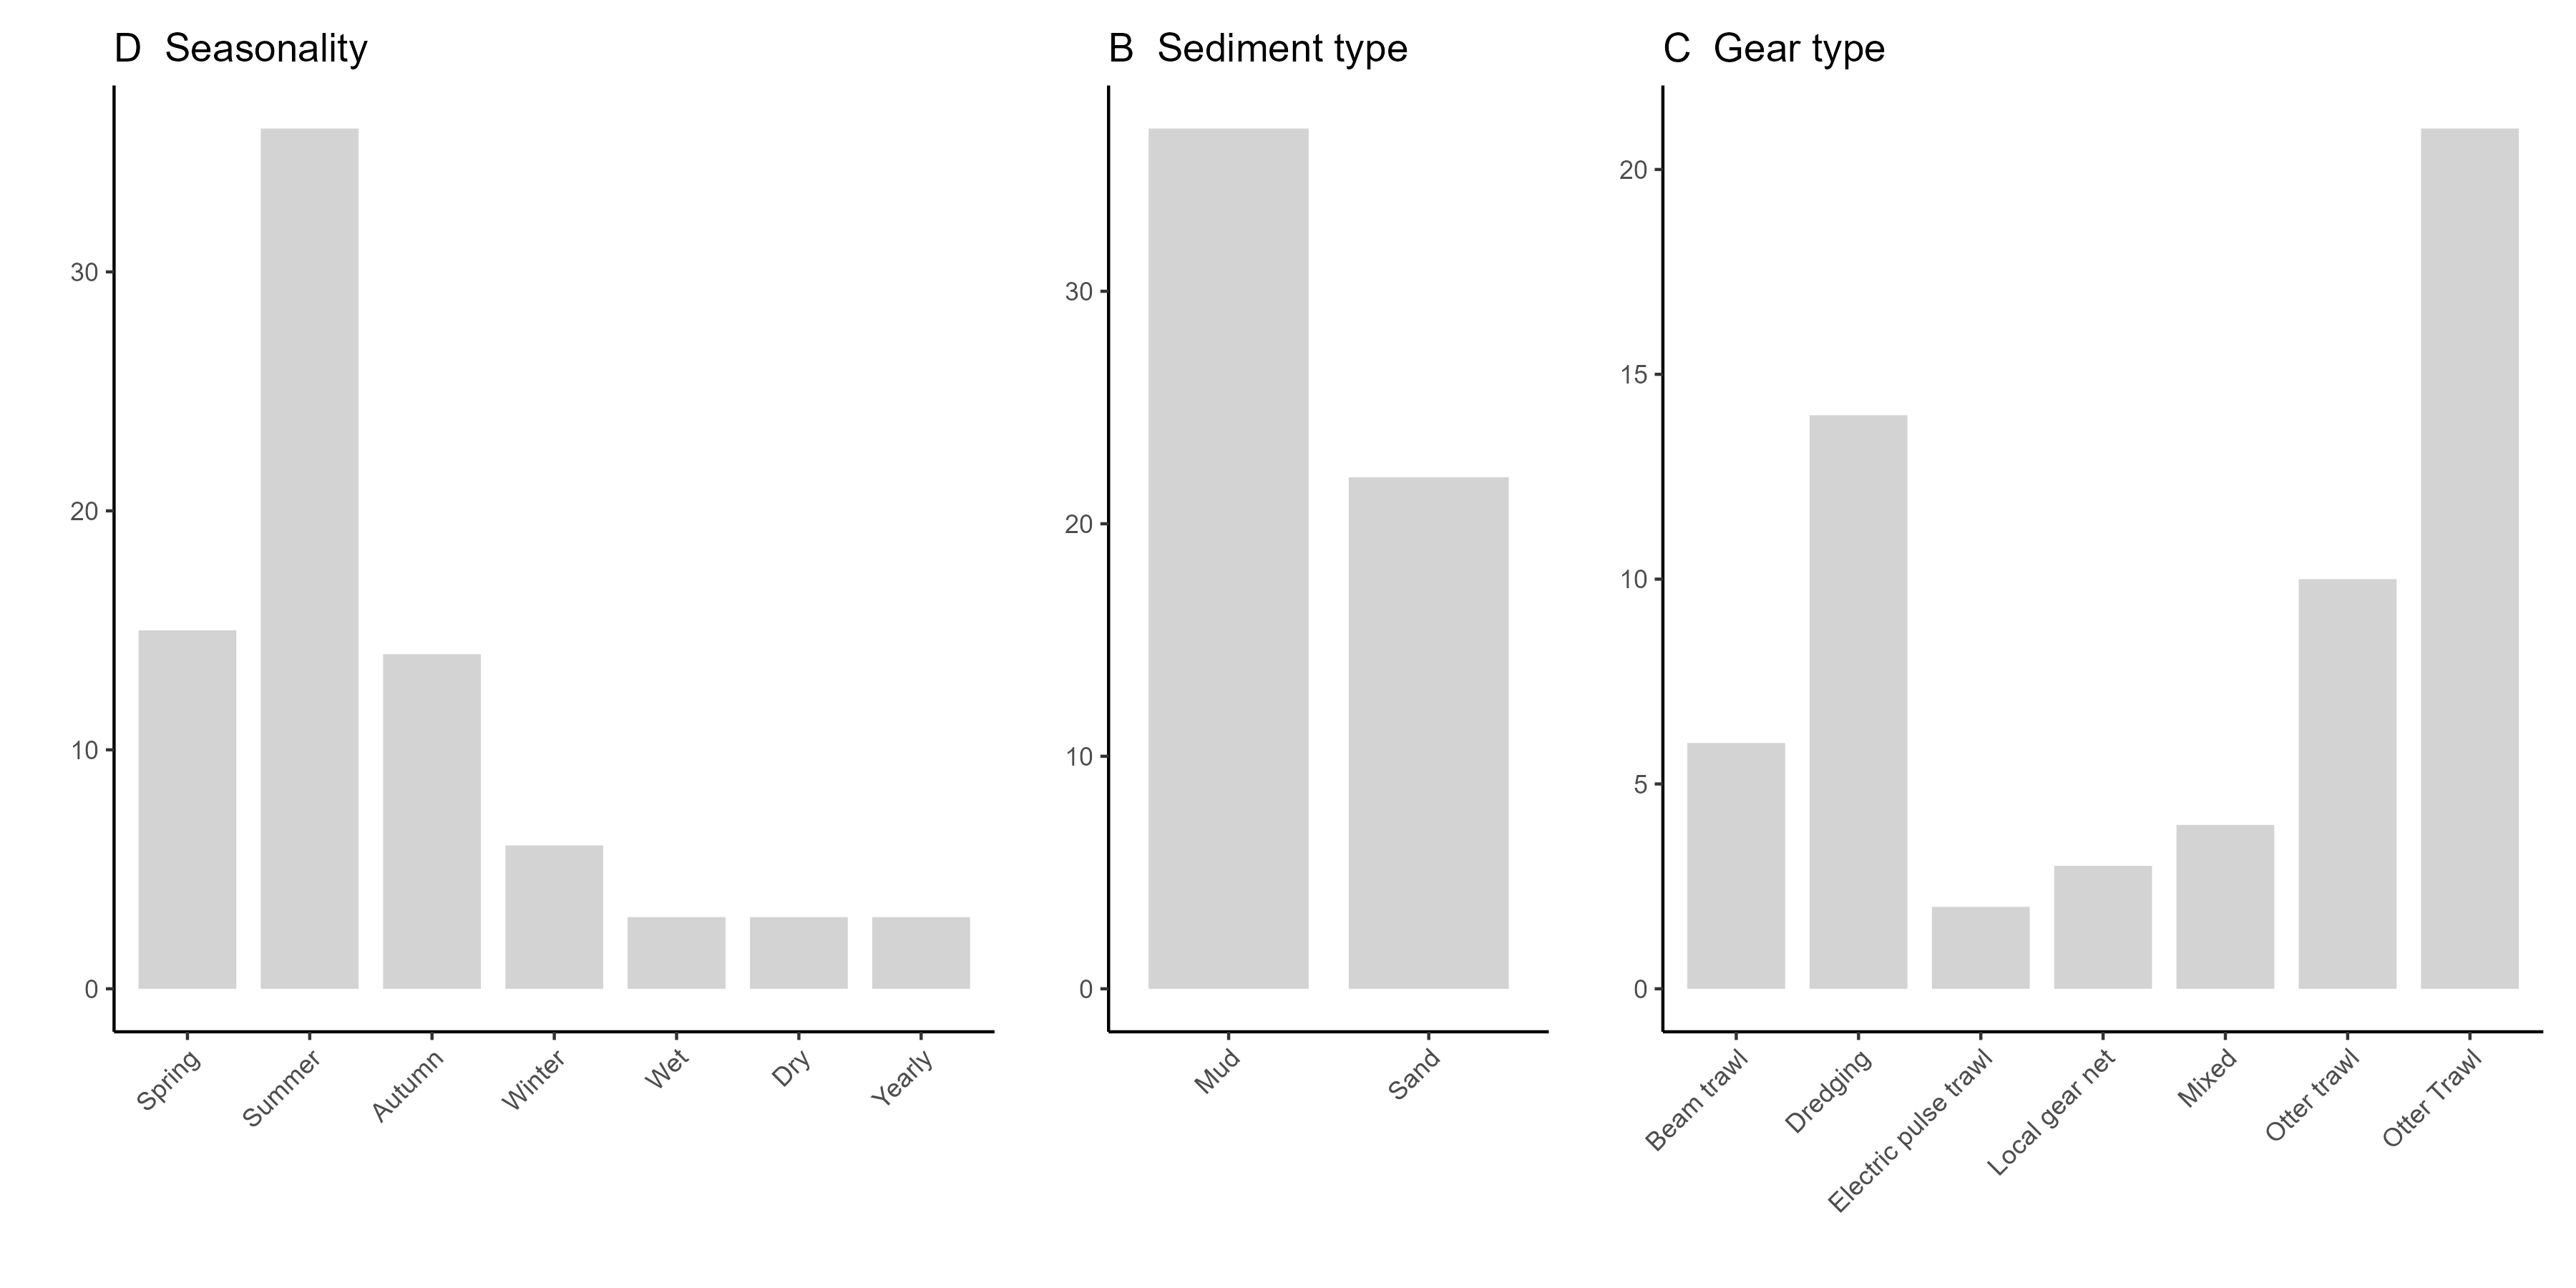 D Seasonality
30
20
10
0
Spring
Summer
Autumn
Winter
Wet
Dry
Yearly
B Sediment type
30
20
10
0
Mud
Sand
C Gear type
20
15
10
5
0
Beam trawl
Dredging
Electric pulse trawl
Local gear net
Mixed
Otter trawl
Otter Trawl